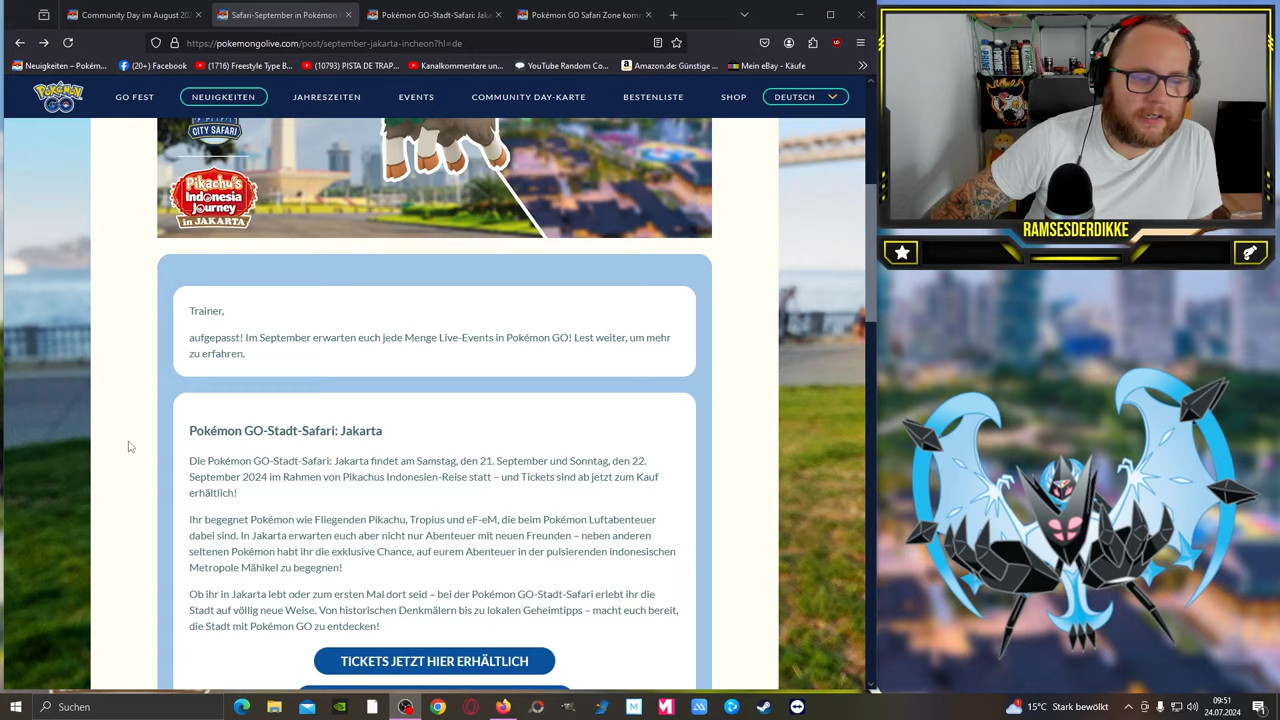 Community Day im August 202
Safari-September in Pokémon
Pokémon GO-Stadt-Safari: Jaka
Pokémon GO Safari Zone komm
https://pokemongolive.com/post/september-jakarta-incheon?hl=de
Neuigkeiten – Pokém...
(20+) Facebook
(1716) Freestyle Type B...
(10793) PISTA DE TRAP...
Kanalkommentare un...
YouTube Random Co...
Amazon.de: Günstige ...
Mein eBay - Käufe
Pokémon GO
GO FEST
NEUIGKEITEN
JAHRESZEITEN
EVENTS
COMMUNITY DAY-KARTE
BESTENLISTE
SHOP
DEUTSCH
CITY SAFARI
Pikachu's
Indonesia
Journey
in JAKARTA
Trainer,
aufgepasst! Im September erwarten euch jede Menge Live-Events in Pokémon GO! Lest weiter, um mehr
zu erfahren.
Pokémon GO-Stadt-Safari: Jakarta
Die Pokémon GO-Stadt-Safari: Jakarta findet am Samstag, den 21. September und Sonntag, den 22.
September 2024 im Rahmen von Pikachus Indonesien-Reise statt – und Tickets sind ab jetzt zum Kauf
erhältlich!
Ihr begegnet Pokémon wie Fliegenden Pikachu, Tropius und eF-eM, die beim Pokémon Luftabenteuer
dabei sind. In Jakarta erwarten euch aber nicht nur Abenteuer mit neuen Freunden – neben anderen
seltenen Pokémon habt ihr die exklusive Chance, auf eurem Abenteuer in der pulsierenden indonesischen
Metropole Mähikel zu begegnen!
Ob ihr in Jakarta lebt oder zum ersten Mal dort seid – bei der Pokémon GO-Stadt-Safari erlebt ihr die
Stadt auf völlig neue Weise. Von historischen Denkmälern bis zu lokalen Geheimtipps – macht euch bereit,
die Stadt mit Pokémon GO zu entdecken!
TICKETS JETZT HIER ERHÄLTLICH
RAMSESDERDIKKE
Suchen
15°C Stark bewölkt
09:51
24.07.2024